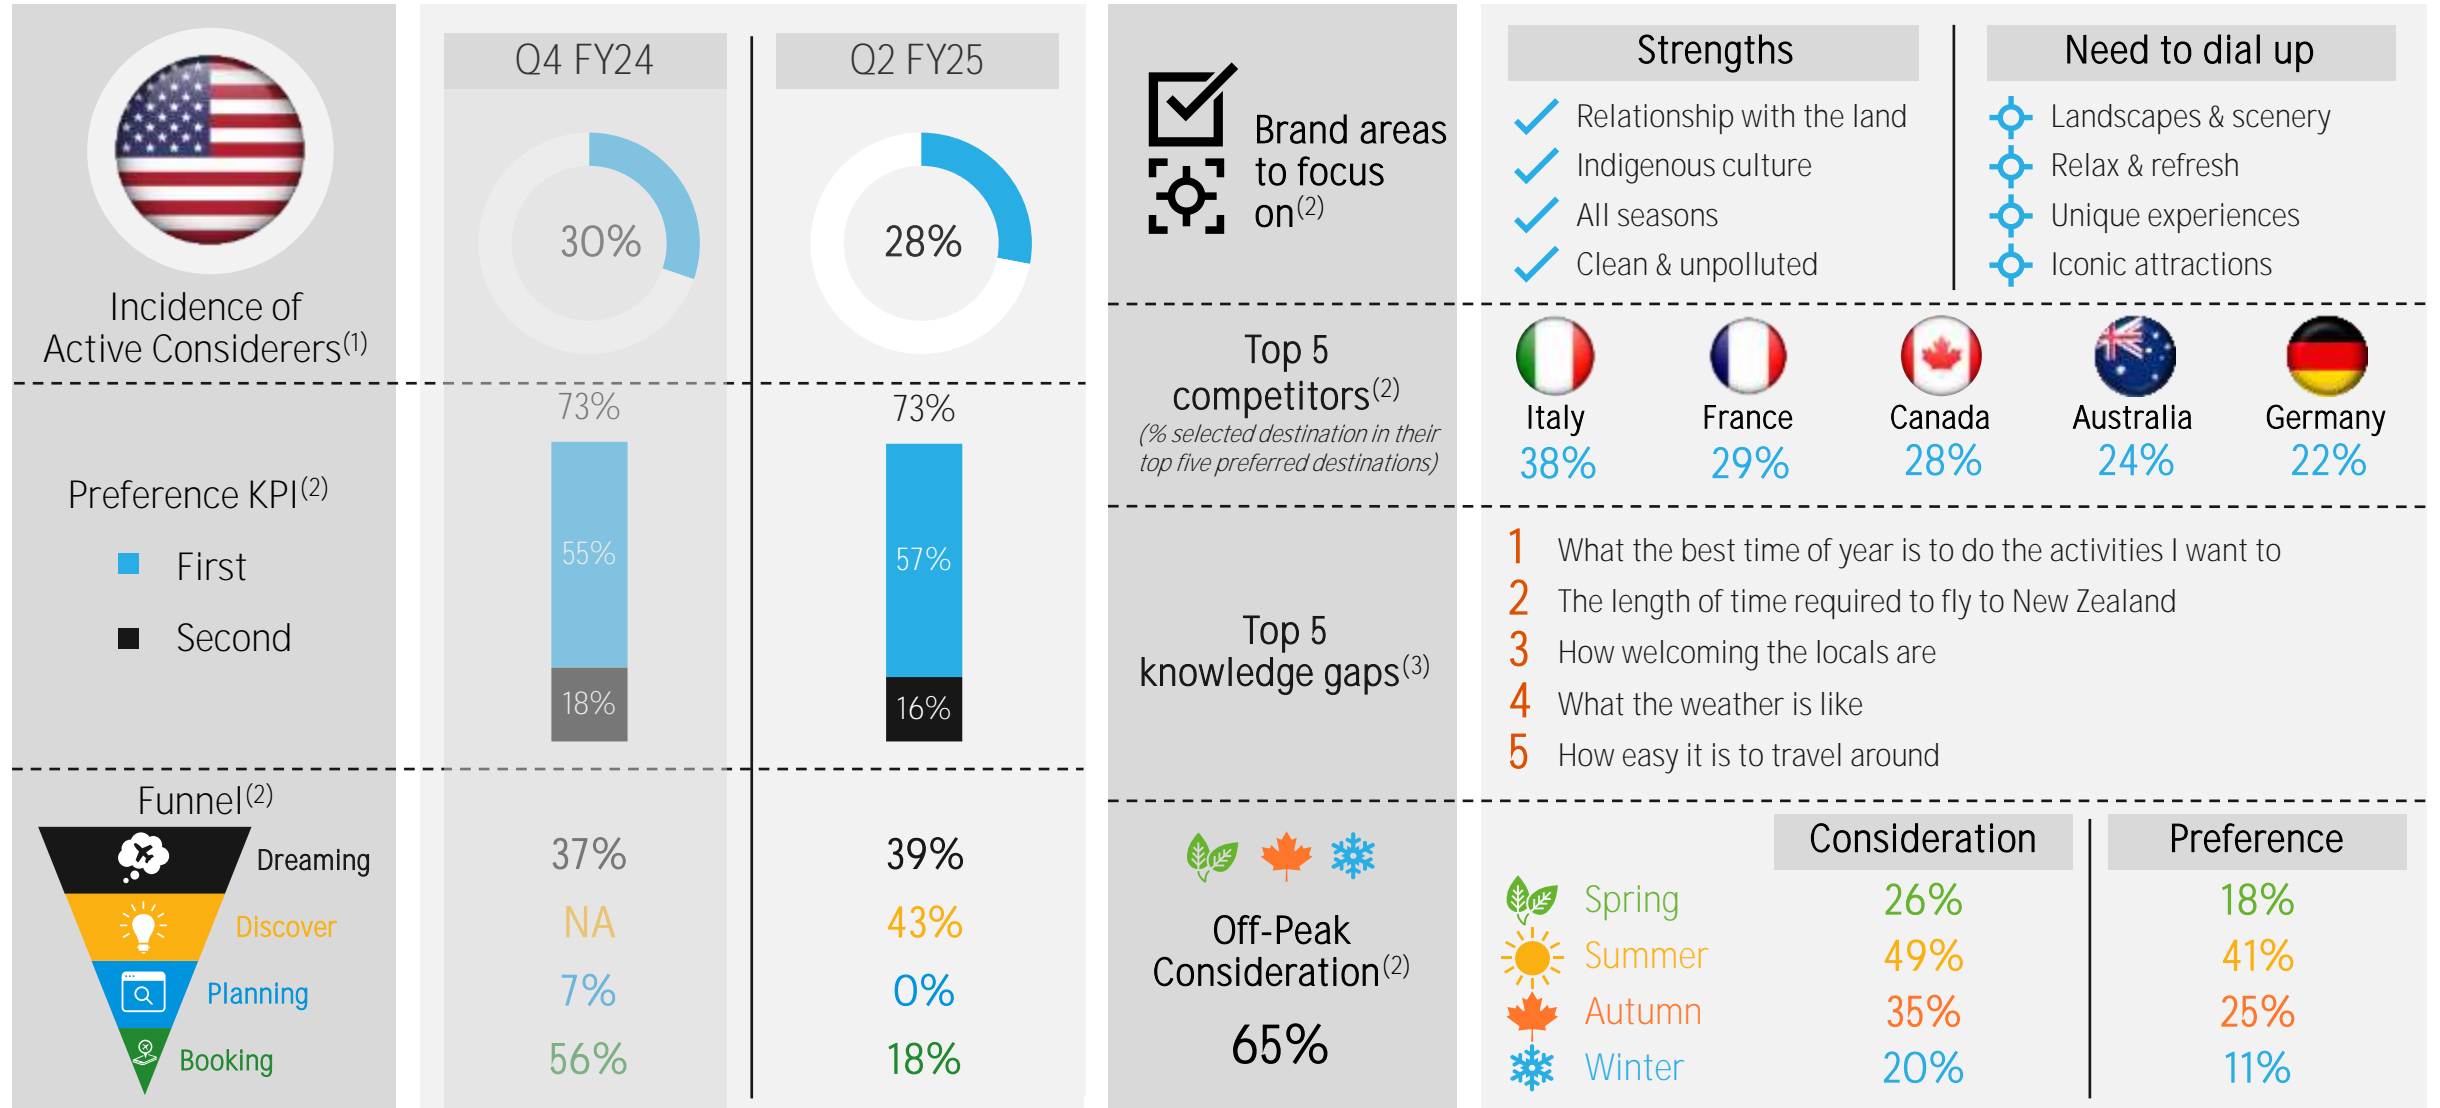 Q4 FY24
Q2 FY25
30%
28%
Incidence of
Active Considerers(1)
73%
73%
Preference KPI(2)
First
Second
55%
57%
18%
16%
Funnel(2)
Dreaming
37%
39%
Discover
NA
43%
Planning
7%
0%
Booking
56%
18%
Brand areas
to focus
on(2)
Strengths
Relationship with the land
Indigenous culture
All seasons
Clean & unpolluted
Need to dial up
Landscapes & scenery
Relax & refresh
Unique experiences
Iconic attractions
Top 5
competitors(2)
(% selected destination in their
top five preferred destinations)
Italy
38%
France
29%
Canada
28%
Australia
24%
Germany
22%
Top 5
knowledge gaps(3)
1 What the best time of year is to do the activities I want to
2 The length of time required to fly to New Zealand
3 How welcoming the locals are
4 What the weather is like
5 How easy it is to travel around
Off-Peak
Consideration(2)
65%
Consideration
Preference
Spring 26% 18%
Summer 49% 41%
Autumn 35% 25%
Winter 20% 11%